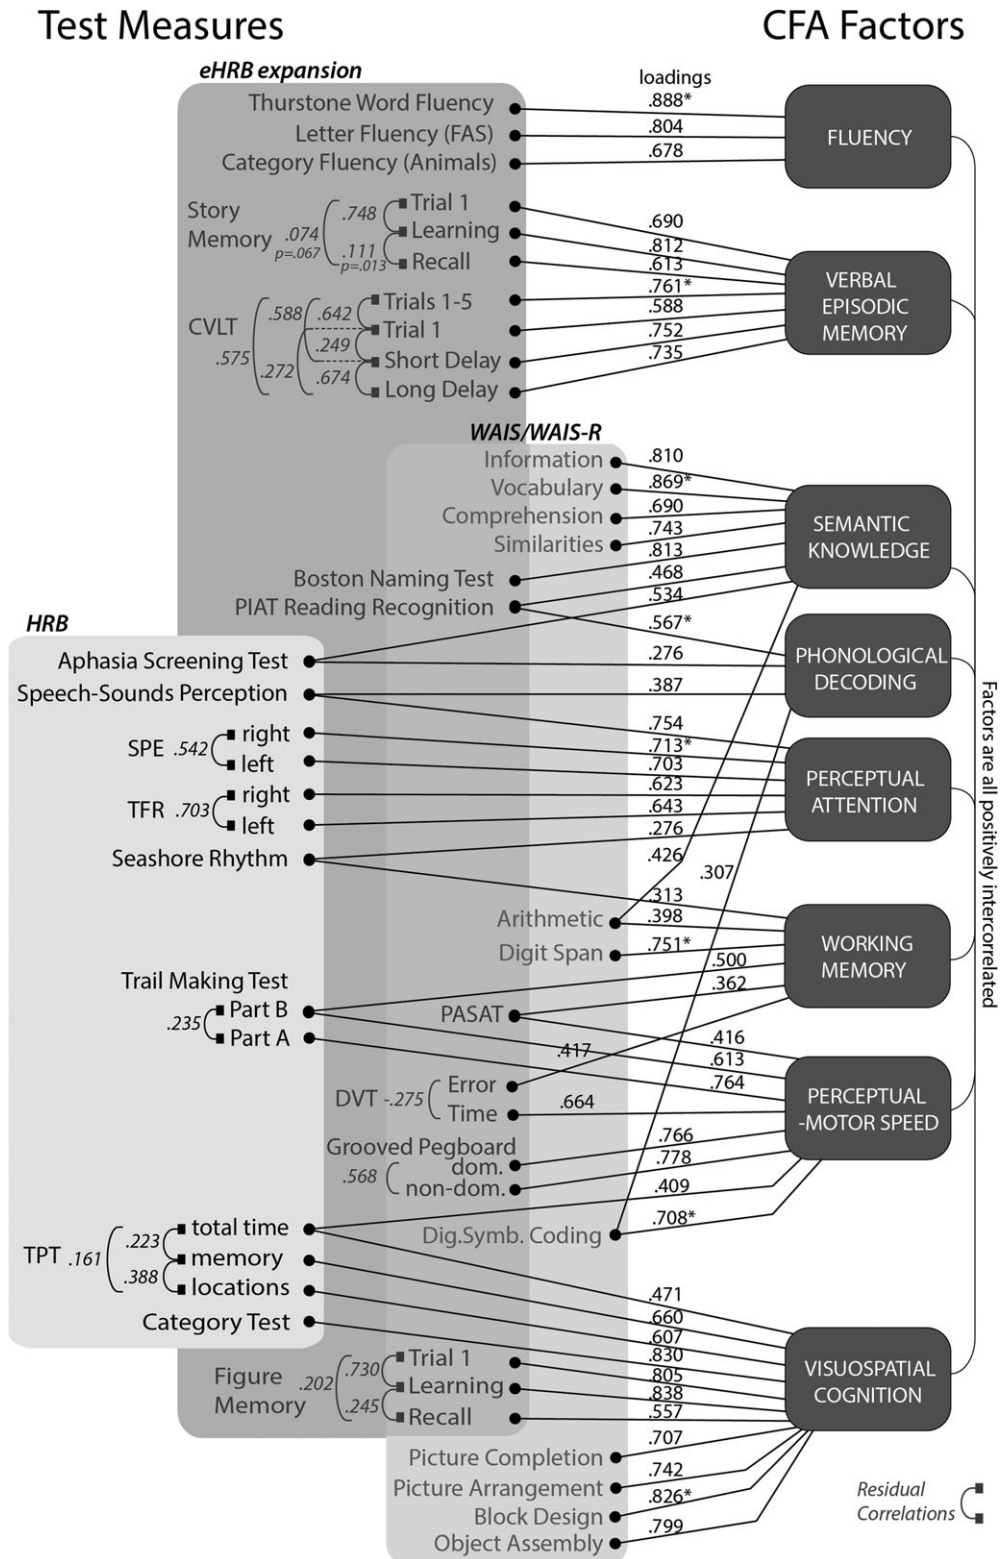 Test Measures
CFA Factors
eHRB expansion
loadings
Thurstone Word Fluency
.888*
Letter Fluency (FAS)
.804
FLUENCY
Category Fluency (Animals)
.678
Story
Memory
.074
p=.067
.748
.111
p=.013
Trial 1
Learning
Recall
.690
.812
.613
VERBAL
EPISODIC
MEMORY
CVLT
.575
.588
.272
.642
.249
.674
Trials 1-5
Trial 1
Short Delay
Long Delay
.761*
.588
.752
.735
WAIS/WAIS-R
Information
.810
Vocabulary
.869*
Comprehension
.690
Similarities
.743
SEMANTIC
KNOWLEDGE
.813
Boston Naming Test
.468
PIAT Reading Recognition
.534
HRB
.567*
Aphasia Screening Test
.276
PHONOLOGICAL
DECODING
Speech-Sounds Perception
.387
.754
SPE
.542
right
left
.713*
.703
TFR
.703
right
left
.623
.643
PERCEPTUAL
ATTENTION
Seashore Rhythm
.276
.426
.307
.313
Arithmetic
.398
Digit Span
.751*
WORKING
MEMORY
.500
.362
Trail Making Test
Part B
.235
Part A
PASAT
.416
.417
.613
.764
DVT
-.275
Error
Time
.664
PERCEPTUAL
-MOTOR SPEED
Grooved Pegboard
dom.
.568
non-dom.
.766
.778
.409
.708*
Dig.Symb. Coding
TPT
.161
.223
.388
total time
memory
locations
Category Test
.471
.660
.607
.830
.805
.838
.557
VISUOSPATIAL
COGNITION
Figure
Memory
.202
.730
.245
Trial 1
Learning
Recall
Picture Completion
.707
Picture Arrangement
.742
Block Design
.826*
Object Assembly
.799
Factors are all positively intercorrelated
Residual
Correlations